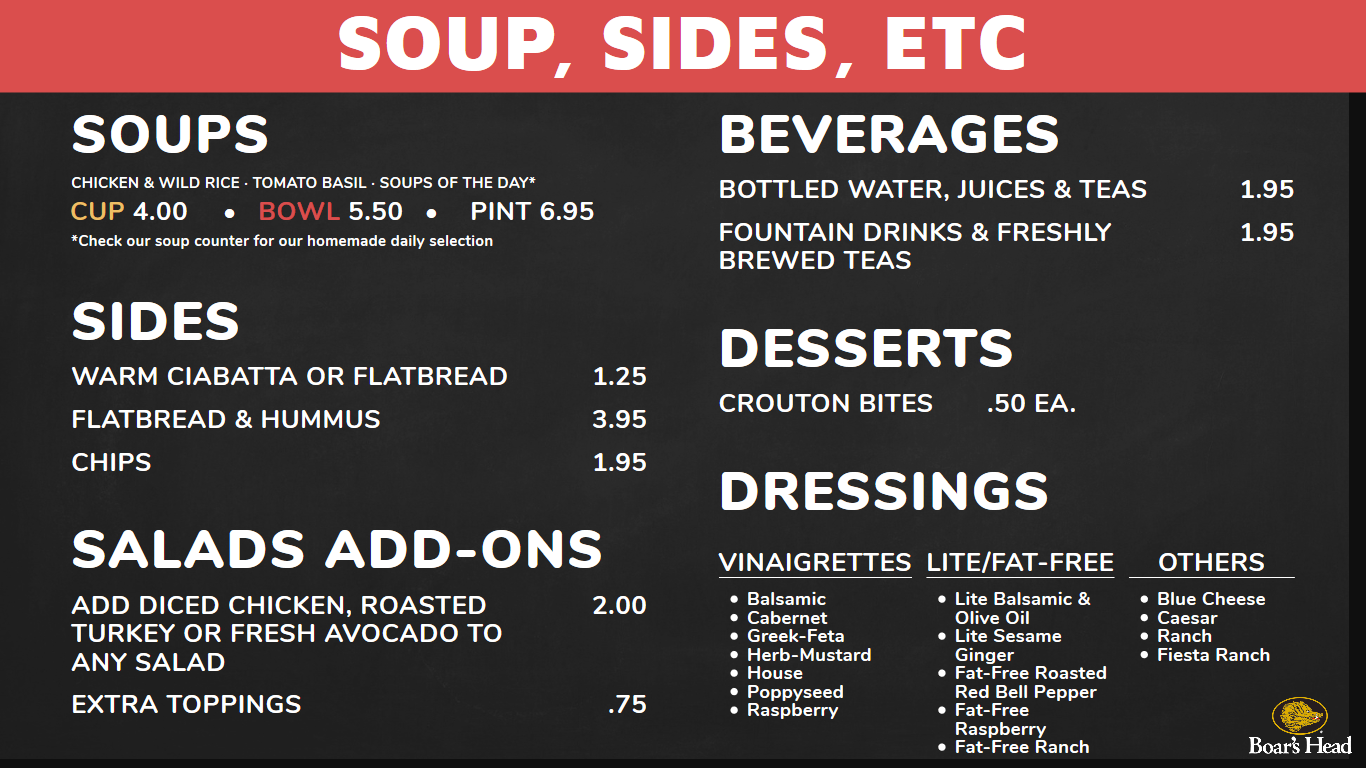 SOUP, SIDES, ETC
SOUPS
CHICKEN & WILD RICE · TOMATO BASIL · SOUPS OF THE DAY*
CUP 4.00 • BOWL 5.50 • PINT 6.95
*Check our soup counter for our homemade daily selection
SIDES
WARM CIABATTA OR FLATBREAD 1.25
FLATBREAD & HUMMUS 3.95
CHIPS 1.95
SALADS ADD-ONS
ADD DICED CHICKEN, ROASTED 2.00
TURKEY OR FRESH AVOCADO TO
ANY SALAD
EXTRA TOPPINGS .75
BEVERAGES
BOTTLED WATER, JUICES & TEAS 1.95
FOUNTAIN DRINKS & FRESHLY 1.95
BREWED TEAS
DESSERTS
CROUTON BITES .50 EA.
DRESSINGS
VINAIGRETTES
• Balsamic
• Cabernet
• Greek-Feta
• Herb-Mustard
• House
• Poppyseed
• Raspberry
LITE/FAT-FREE
• Lite Balsamic &
Olive Oil
• Lite Sesame
Ginger
• Fat-Free Roasted
Red Bell Pepper
• Fat-Free
Raspberry
• Fat-Free Ranch
OTHERS
• Blue Cheese
• Caesar
• Ranch
• Fiesta Ranch
Boar's Head